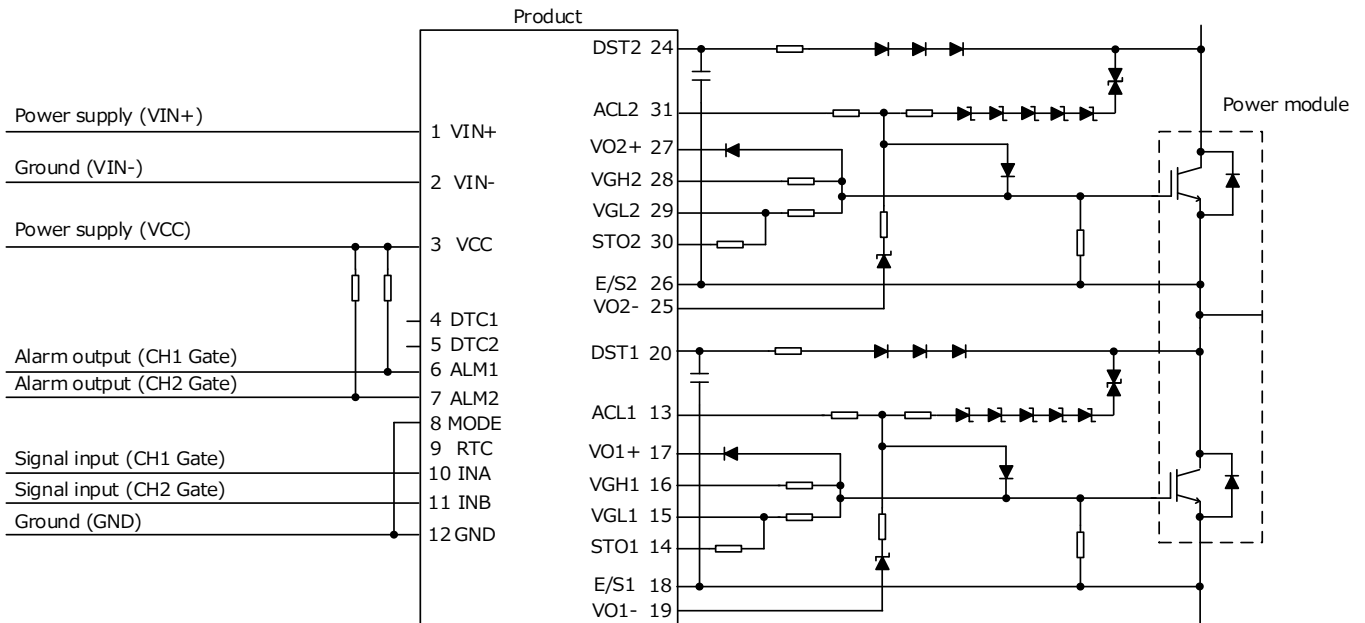 Product
Power supply (VIN+)
Ground (VIN-)
Power supply (VCC)
Alarm output (CH1 Gate)
Alarm output (CH2 Gate)
Signal input (CH1 Gate)
Signal input (CH2 Gate)
Ground (GND)
1 VIN+
2 VIN-
3 VCC
4 DTC1
5 DTC2
6 ALM1
7 ALM2
8 MODE
9 RTC
10 INA
11 INB
12 GND
DST2 24
ACL2 31
VO2+ 27
VGH2 28
VGL2 29
STO2 30
E/S2 26
VO2- 25
DST1 20
ACL1 13
VO1+ 17
VGH1 16
VGL1 15
STO1 14
E/S1 18
VO1- 19
Power module